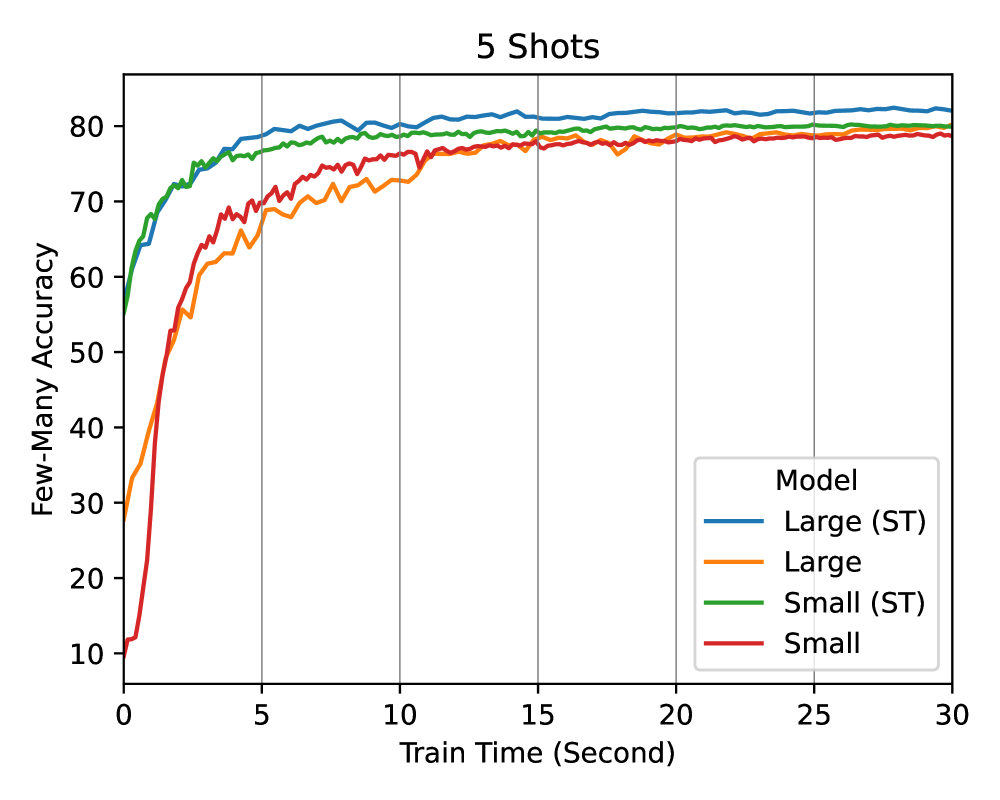 5 Shots
Few-Many Accuracy
80
70
60
50
40
30
20
10
Model
Large (ST)
Large
Small (ST)
Small
0 5 10 15 20 25 30
Train Time (Second)